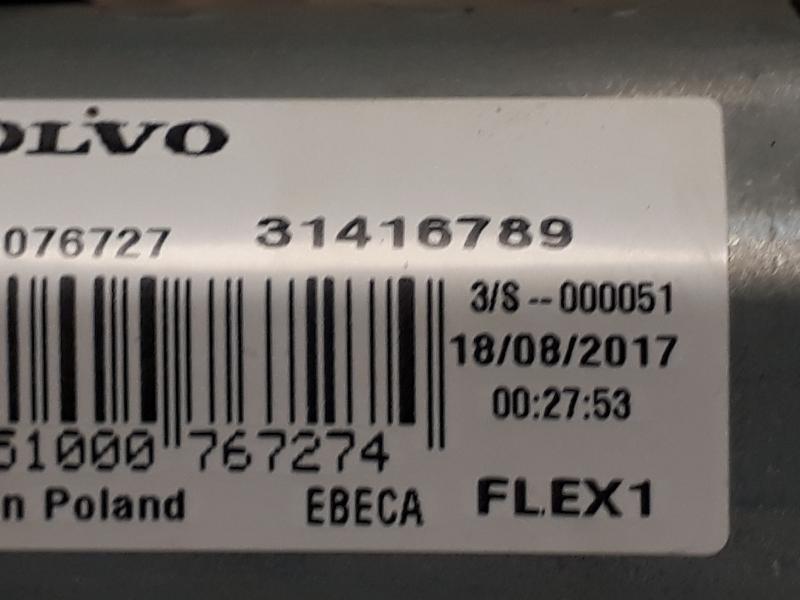 OLVO
076727 31416789
3/S--000051
18/08/2017
00:27:53
51000 767274
n Poland EBECA FLEX1